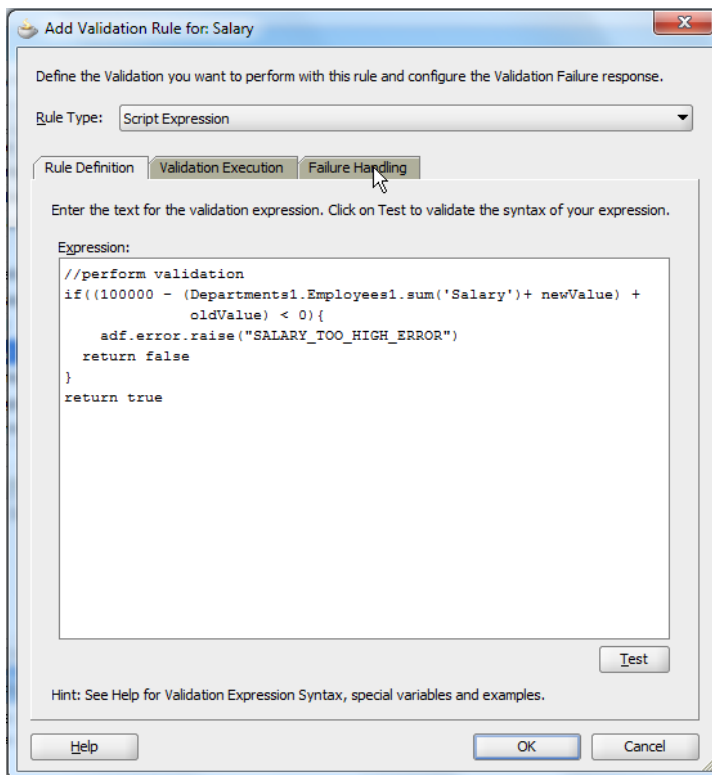 Add Validation Rule for: Salary
Define the Validation you want to perform with this rule and configure the Validation Failure response.
Rule Type: Script Expression
Rule Definition Validation Execution Failure Handling
Enter the text for the validation expression. Click on Test to validate the syntax of your expression.
Expression:
//perform validation
if((100000 - (Departments1.Employees1.sum('Salary')+ newValue) +
oldValue) < 0){
adf.error.raise("SALARY_TOO_HIGH_ERROR")
return false
}
return true
Test
Hint: See Help for Validation Expression Syntax, special variables and examples.
Help OK Cancel